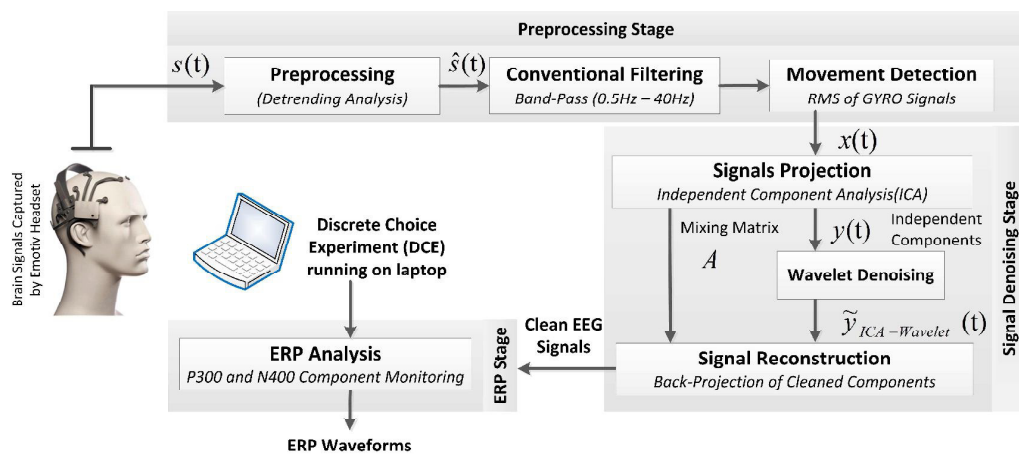 Preprocessing Stage
s(t)
Preprocessing
(Detrending Analysis)
ŝ(t)
Conventional Filtering
Band-Pass (0.5Hz – 40Hz)
Movement Detection
RMS of GYRO Signals
x(t)
Brain Signals Captured
by Emotiv Headset
Discrete Choice
Experiment (DCE)
running on laptop
Signals Projection
Independent Component Analysis(ICA)
Mixing Matrix
A
y(t)
Independent
Components
Wavelet Denoising
ỹ ICA–Wavelet (t)
Signal Reconstruction
Back-Projection of Cleaned Components
Signal Denoising Stage
Clean EEG
Signals
ERP Stage
ERP Analysis
P300 and N400 Component Monitoring
ERP Waveforms